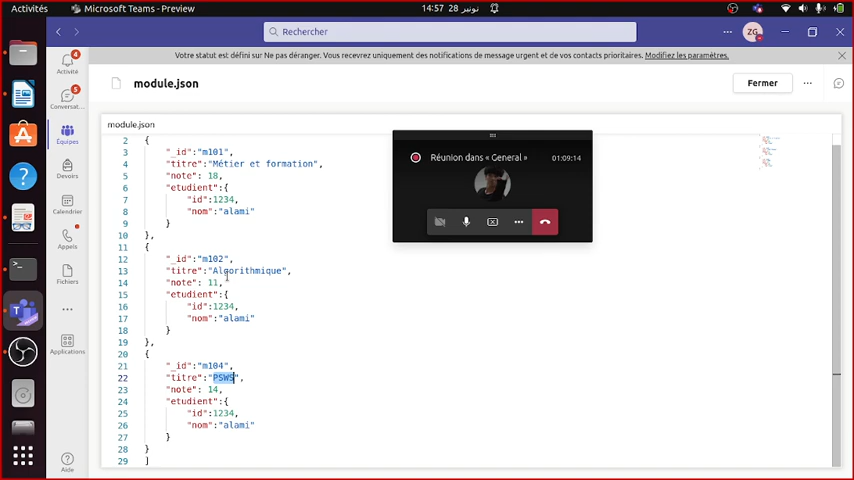 Activités
Microsoft Teams - Preview
14:57 28 نونبر
Rechercher
ZG
Votre statut est défini sur Ne pas déranger. Vous recevrez uniquement des notifications de message urgent et de vos contacts prioritaires. Modifiez les paramètres.
4
Activité
5
Conversat...
Équipes
Devoirs
Calendrier
Appels
Fichiers
Applications
Aide
module.json
Fermer
module.json
Réunion dans « General »
01:09:14
2 {
3 "_id":"m101",
4 "titre":"Métier et formation",
5 "note": 18,
6 "etudient":{
7 "id":1234,
8 "nom":"alami"
9 }
10 },
11 {
12 "_id":"m102",
13 "titre":"Algorithmique",
14 "note": 11,
15 "etudient":{
16 "id":1234,
17 "nom":"alami"
18 }
19 },
20 {
21 "_id":"m104",
22 "titre":"PSWS",
23 "note": 14,
24 "etudient":{
25 "id":1234,
26 "nom":"alami"
27 }
28 }
29 ]